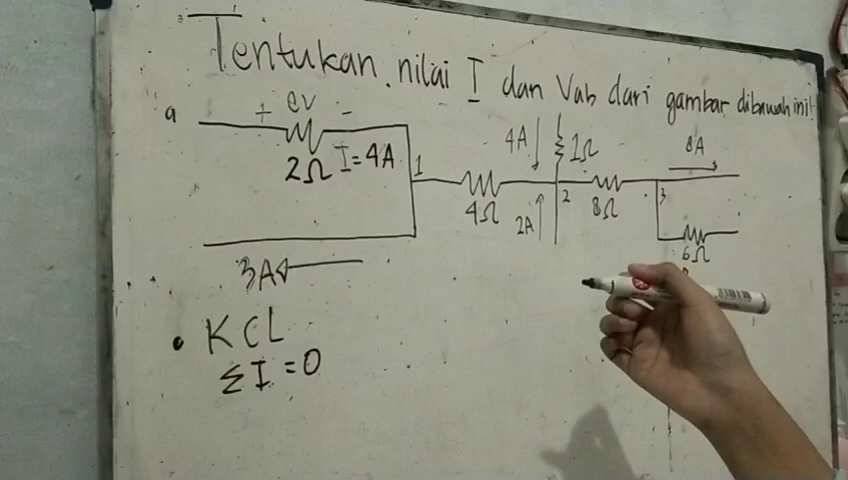 Tentukan nilai I dan Vab dari gambar dibawah ini!
a
+ 8V -
2Ω
I = 4A
1
4Ω
4A
1Ω
2
2A
8Ω
8A
3
6Ω
3A
• KCL
ΣI = 0